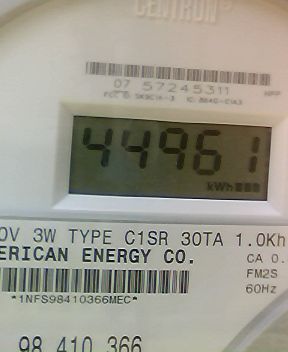 CENTRON®
07 57245311
44961
kWh
0V 3W TYPE C1SR 30TA 1.0Kh
ERICAN ENERGY CO.
CA 0.
FM2S
*1NFS98410366MEC*
60Hz
98 410 366